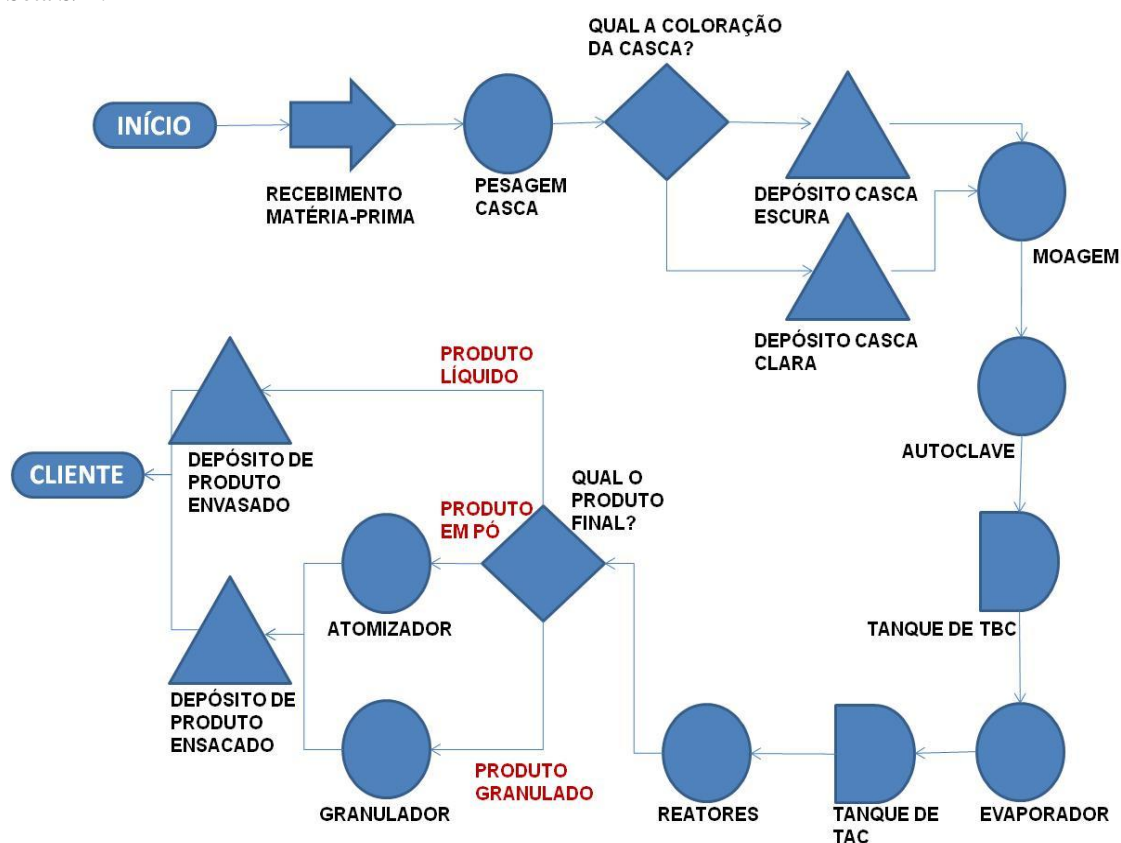 QUAL A COLORAÇÃO
DA CASCA?
INÍCIO
RECEBIMENTO
MATÉRIA-PRIMA
PESAGEM
CASCA
DEPÓSITO CASCA
ESCURA
MOAGEM
DEPÓSITO CASCA
CLARA
AUTOCLAVE
TANQUE DE TBC
EVAPORADOR
TANQUE DE
TAC
REATORES
QUAL O
PRODUTO
FINAL?
PRODUTO
LÍQUIDO
PRODUTO
EM PÓ
PRODUTO
GRANULADO
ATOMIZADOR
GRANULADOR
DEPÓSITO DE
PRODUTO
ENVASADO
DEPÓSITO DE
PRODUTO
ENSACADO
CLIENTE